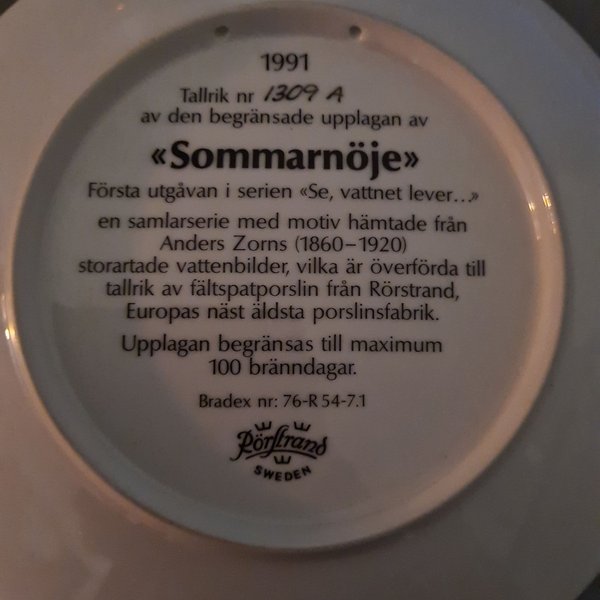 1991
Tallrik nr 1309 A
av den begränsade upplagan av
«Sommarnöje»
Första utgåvan i serien «Se, vattnet lever...»
en samlarserie med motiv hämtade från
Anders Zorns (1860–1920)
storartade vattenbilder, vilka är överförda till
tallrik av fältspatporslin från Rörstrand,
Europas näst äldsta porslinsfabrik.
Upplagan begränsas till maximum
100 bränndagar.
Bradex nr: 76-R 54-7.1
Rörstrand
SWEDEN